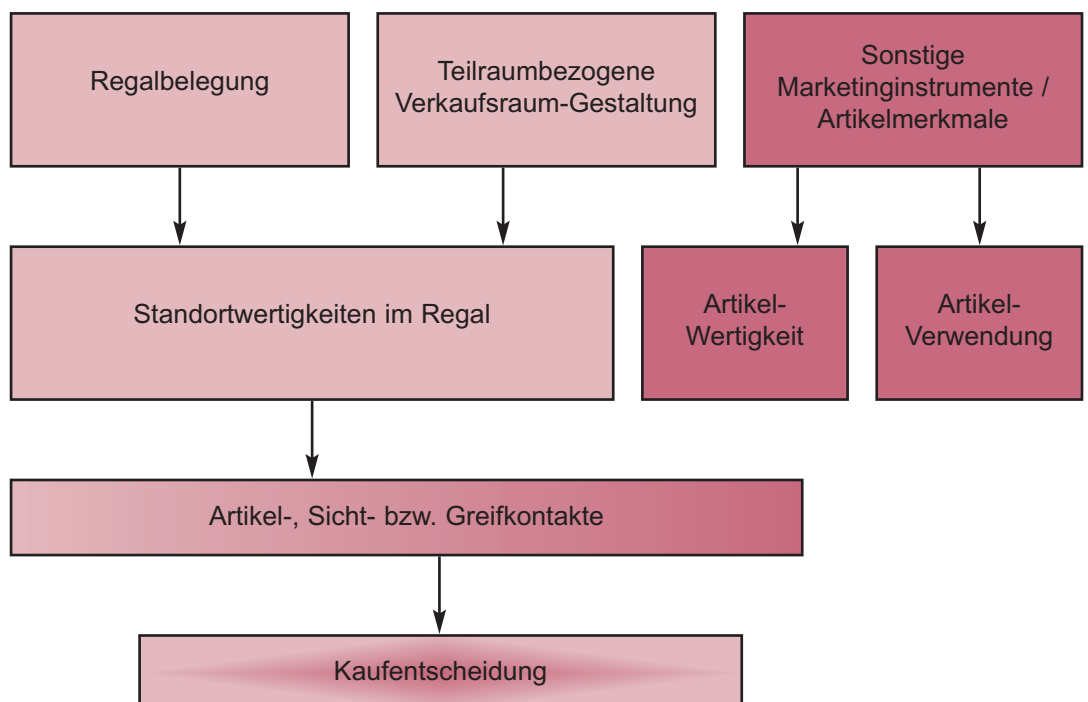 Regalbelegung
Teilraumbezogene
Verkaufsraum-Gestaltung
Sonstige
Marketinginstrumente /
Artikelmerkmale
Standortwertigkeiten im Regal
Artikel-
Wertigkeit
Artikel-
Verwendung
Artikel-, Sicht- bzw. Greifkontakte
Kaufentscheidung